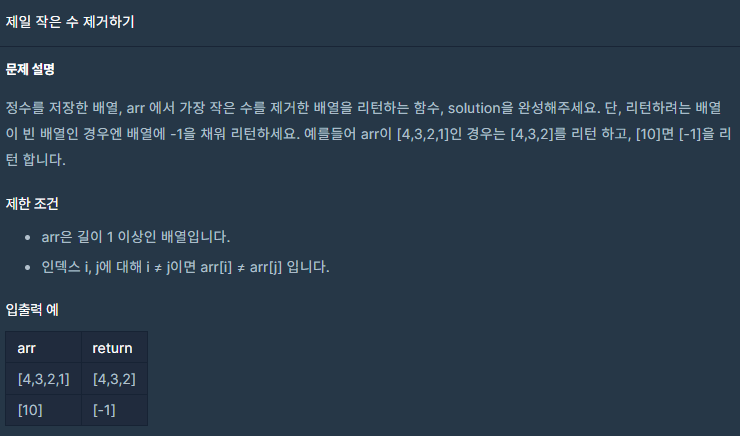 제일 작은 수 제거하기
문제 설명
정수를 저장한 배열, arr 에서 가장 작은 수를 제거한 배열을 리턴하는 함수, solution을 완성해주세요. 단, 리턴하려는 배열
이 빈 배열인 경우엔 배열에 -1을 채워 리턴하세요. 예를들어 arr이 [4,3,2,1]인 경우는 [4,3,2]를 리턴 하고, [10]면 [-1]을 리
턴 합니다.
제한 조건
• arr은 길이 1 이상인 배열입니다.
• 인덱스 i, j에 대해 i ≠ j이면 arr[i] ≠ arr[j] 입니다.
입출력 예
arr return
[4,3,2,1] [4,3,2]
[10] [-1]